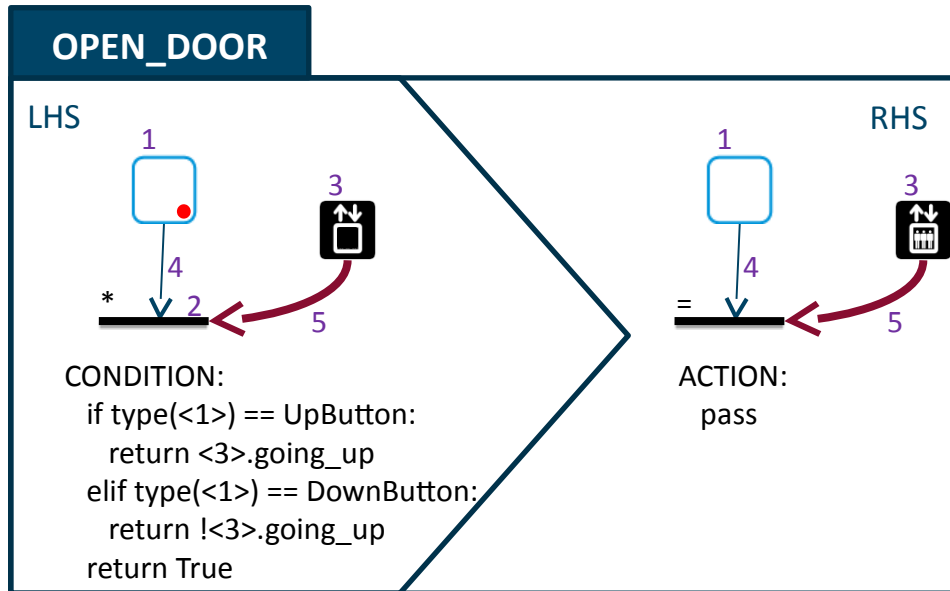 OPEN_DOOR
LHS
1
3
4
* 2
5
CONDITION:
if type(<1>) == UpButton:
return <3>.going_up
elif type(<1>) == DownButton:
return !<3>.going_up
return True
RHS
1
3
4
=
5
ACTION:
pass